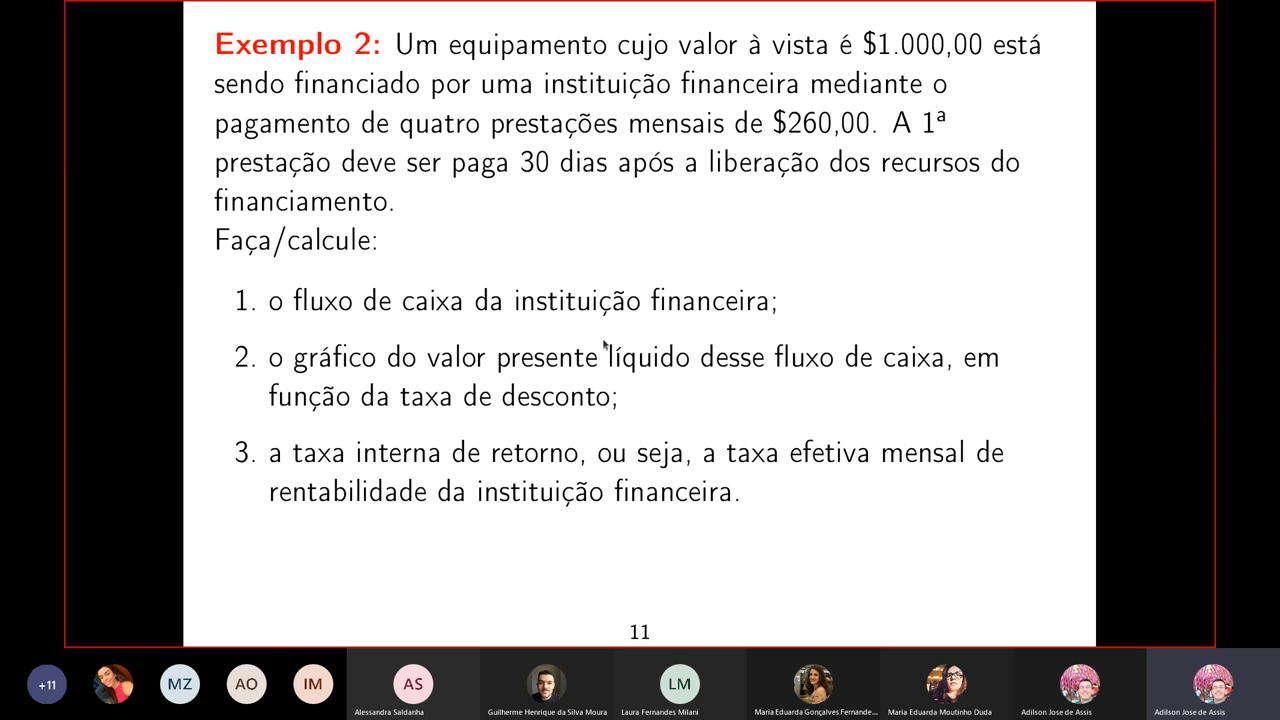 Exemplo 2: Um equipamento cujo valor à vista é $1.000,00 está
sendo financiado por uma instituição financeira mediante o
pagamento de quatro prestações mensais de $260,00. A 1ª
prestação deve ser paga 30 dias após a liberação dos recursos do
financiamento.
Faça/calcule:
1. o fluxo de caixa da instituição financeira;
2. o gráfico do valor presente líquido desse fluxo de caixa, em
função da taxa de desconto;
3. a taxa interna de retorno, ou seja, a taxa efetiva mensal de
rentabilidade da instituição financeira.
11
+11
MZ
AO
IM
AS
LM
Alessandra Saldanha
Guilherme Henrique da Silva Moura
Laura Fernandes Milani
Maria Eduarda Gonçalves Fernande...
Maria Eduarda Moutinho Duda
Adilson Jose de Assis
Adilson Jose de Assis